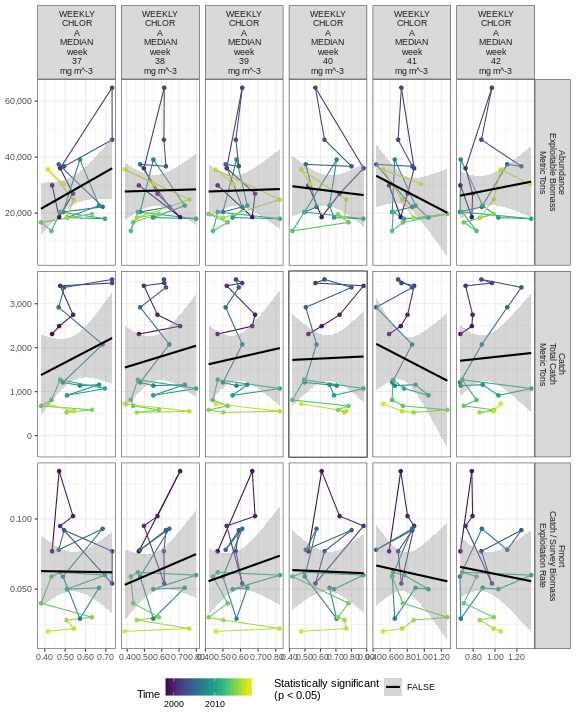 WEEKLY
CHLOR
A
MEDIAN
week
37
mg m^-3
WEEKLY
CHLOR
A
MEDIAN
week
38
mg m^-3
WEEKLY
CHLOR
A
MEDIAN
week
39
mg m^-3
WEEKLY
CHLOR
A
MEDIAN
week
40
mg m^-3
WEEKLY
CHLOR
A
MEDIAN
week
41
mg m^-3
WEEKLY
CHLOR
A
MEDIAN
week
42
mg m^-3
60,000
40,000
20,000
Abundance
Exploitable Biomass
Metric Tons
3,000
2,000
1,000
0
Catch
Total Catch
Metric Tons
0.100
0.050
Fmort
Catch / Survey Biomass
Exploitation Rate
0.40 0.50 0.60 0.70
0.80 1.00 1.20
Time
2000 2010
Statistically significant
(p < 0.05)
FALSE